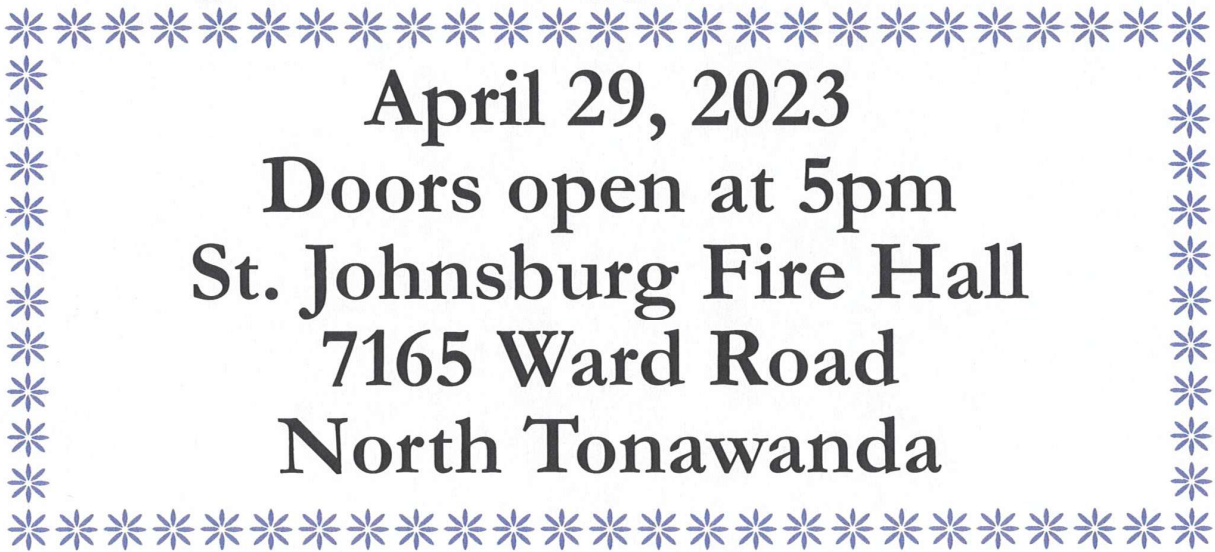 April 29, 2023
Doors open at 5pm
St. Johnsburg Fire Hall
7165 Ward Road
North Tonawanda